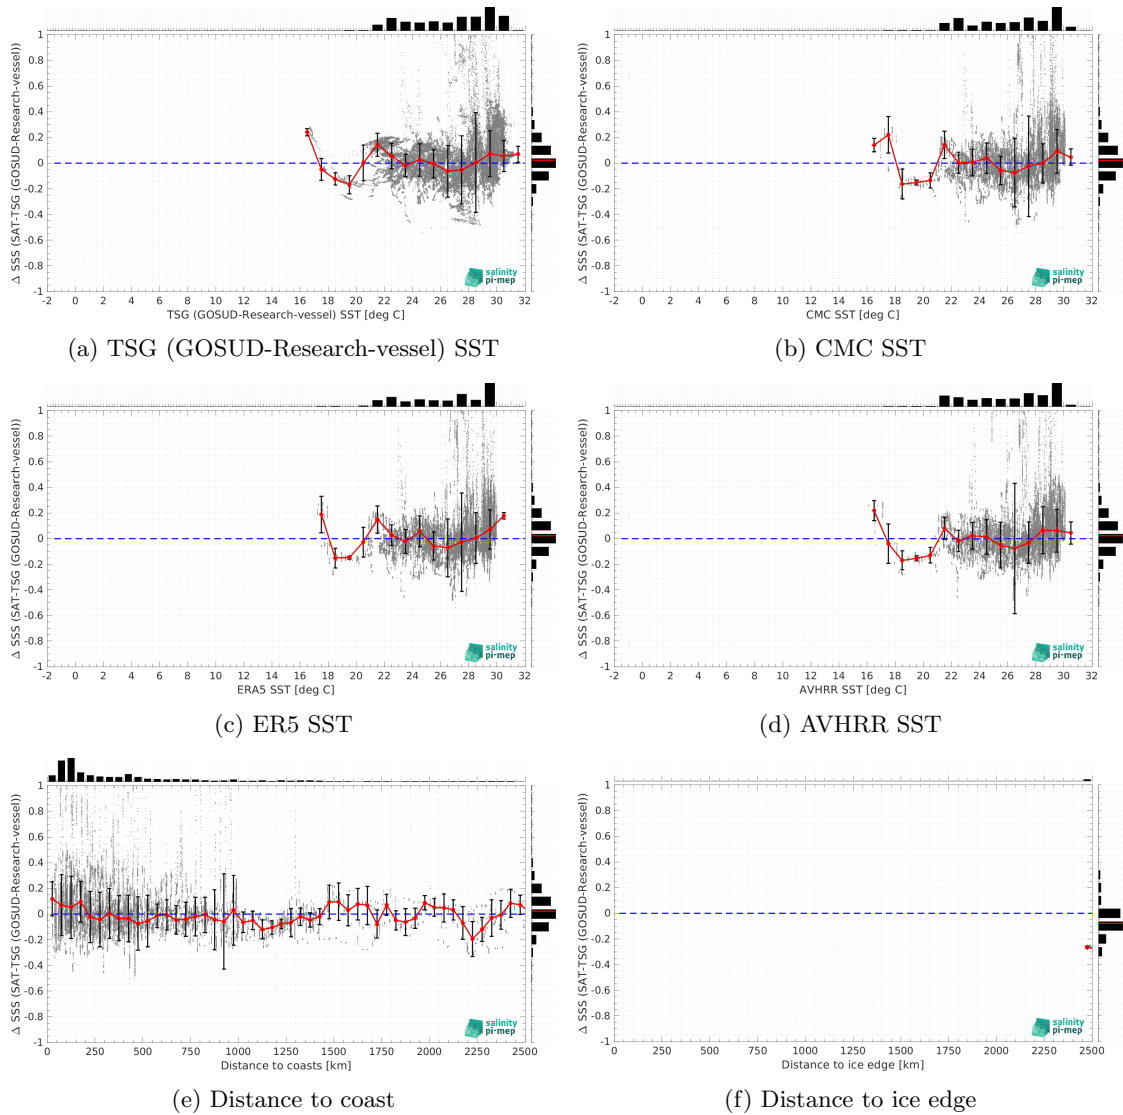 Δ SSS (SAT-TSG (GOSUD-Research-vessel))
1
0.8
0.6
0.4
0.2
0
-0.2
-0.4
-0.6
-0.8
-1
salinity
pi-mep
-2 0 2 4 6 8 10 12 14 16 18 20 22 24 26 28 30 32
TSG (GOSUD-Research-vessel) SST [deg C]
(a) TSG (GOSUD-Research-vessel) SST
Δ SSS (SAT-TSG (GOSUD-Research-vessel))
1
0.8
0.6
0.4
0.2
0
-0.2
-0.4
-0.6
-0.8
-1
salinity
pi-mep
-2 0 2 4 6 8 10 12 14 16 18 20 22 24 26 28 30 32
CMC SST [deg C]
(b) CMC SST
Δ SSS (SAT-TSG (GOSUD-Research-vessel))
1
0.8
0.6
0.4
0.2
0
-0.2
-0.4
-0.6
-0.8
-1
salinity
pi-mep
-2 0 2 4 6 8 10 12 14 16 18 20 22 24 26 28 30 32
ERA5 SST [deg C]
(c) ER5 SST
Δ SSS (SAT-TSG (GOSUD-Research-vessel))
1
0.8
0.6
0.4
0.2
0
-0.2
-0.4
-0.6
-0.8
-1
salinity
pi-mep
-2 0 2 4 6 8 10 12 14 16 18 20 22 24 26 28 30 32
AVHRR SST [deg C]
(d) AVHRR SST
Δ SSS (SAT-TSG (GOSUD-Research-vessel))
1
0.8
0.6
0.4
0.2
0
-0.2
-0.4
-0.6
-0.8
-1
salinity
pi-mep
0 250 500 750 1000 1250 1500 1750 2000 2250 2500
Distance to coasts [km]
(e) Distance to coast
Δ SSS (SAT-TSG (GOSUD-Research-vessel))
1
0.8
0.6
0.4
0.2
0
-0.2
-0.4
-0.6
-0.8
-1
salinity
pi-mep
0 250 500 750 1000 1250 1500 1750 2000 2250 2500
Distance to ice edge [km]
(f) Distance to ice edge